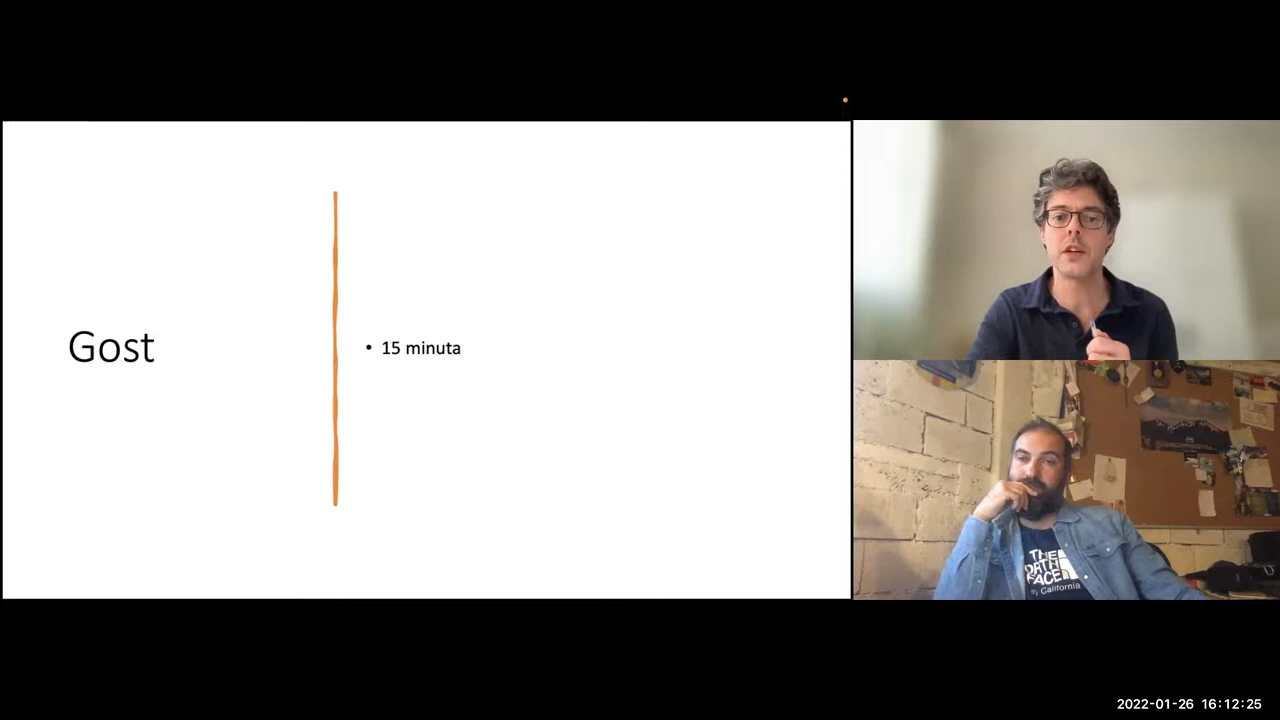 Gost
• 15 minuta
THE
NORTH
FACE
California
2022-01-26 16:12:25